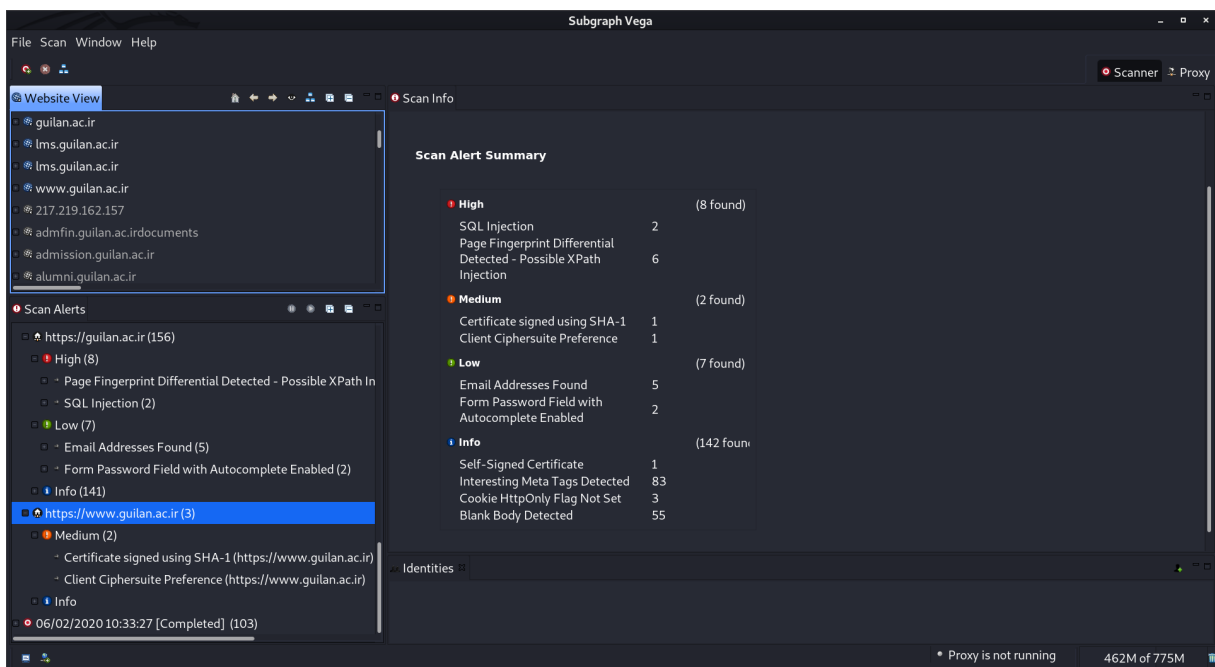 Subgraph Vega
File Scan Window Help
Scanner Proxy
Website View
Scan Info
guilan.ac.ir
lms.guilan.ac.ir
lms.guilan.ac.ir
www.guilan.ac.ir
217.219.162.157
admfin.guilan.ac.irdocuments
admission.guilan.ac.ir
alumni.guilan.ac.ir
Scan Alerts
https://guilan.ac.ir (156)
High (8)
Page Fingerprint Differential Detected - Possible XPath In
SQL Injection (2)
Low (7)
Email Addresses Found (5)
Form Password Field with Autocomplete Enabled (2)
Info (141)
https://www.guilan.ac.ir (3)
Medium (2)
Certificate signed using SHA-1 (https://www.guilan.ac.ir)
Client Ciphersuite Preference (https://www.guilan.ac.ir)
Info
06/02/2020 10:33:27 [Completed] (103)
Scan Alert Summary
High (8 found)
SQL Injection 2
Page Fingerprint Differential
Detected - Possible XPath 6
Injection
Medium (2 found)
Certificate signed using SHA-1 1
Client Ciphersuite Preference 1
Low (7 found)
Email Addresses Found 5
Form Password Field with
Autocomplete Enabled 2
Info (142 foun
Self-Signed Certificate 1
Interesting Meta Tags Detected 83
Cookie HttpOnly Flag Not Set 3
Blank Body Detected 55
Identities
Proxy is not running 462M of 775M